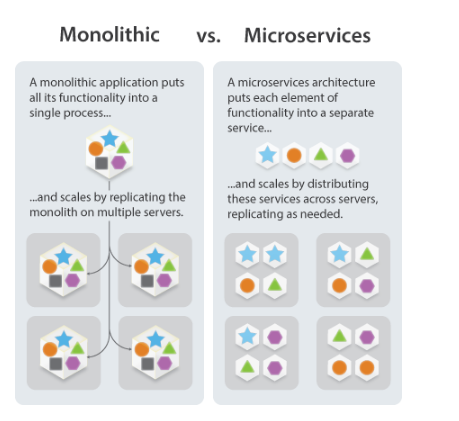 Monolithic vs. Microservices
A monolithic application puts
all its functionality into a
single process...
...and scales by replicating the
monolith on multiple servers.
A microservices architecture
puts each element of
functionality into a separate
service...
...and scales by distributing
these services across servers,
replicating as needed.